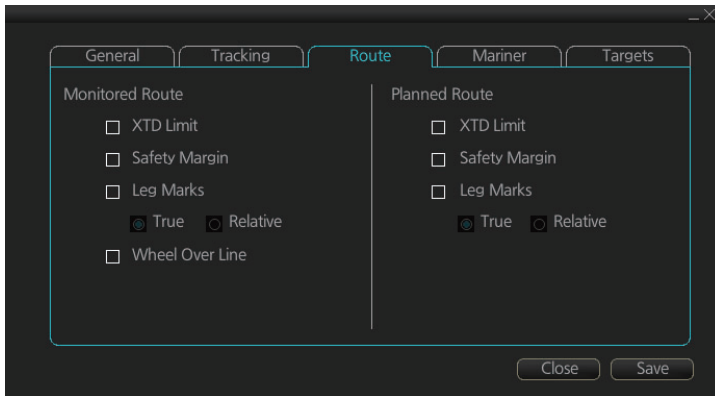 General Tracking Route Mariner Targets
Monitored Route
XTD Limit
Safety Margin
Leg Marks
True Relative
Wheel Over Line
Planned Route
XTD Limit
Safety Margin
Leg Marks
True Relative
Close Save